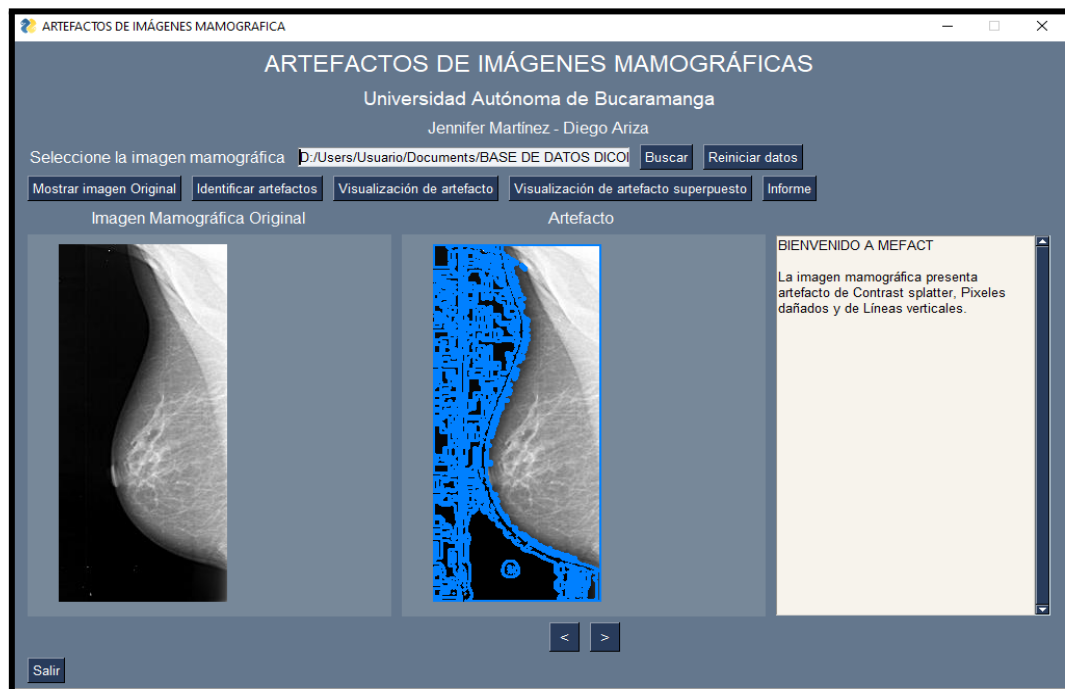 ARTEFACTOS DE IMÁGENES MAMOGRAFICA
ARTEFACTOS DE IMÁGENES MAMOGRÁFICAS
Universidad Autónoma de Bucaramanga
Jennifer Martínez - Diego Ariza
Seleccione la imagen mamográfica D:/Users/Usuario/Documents/BASE DE DATOS DICOI Buscar Reiniciar datos
Mostrar imagen Original Identificar artefactos Visualización de artefacto Visualización de artefacto superpuesto Informe
Imagen Mamográfica Original Artefacto
BIENVENIDO A MEFACT
La imagen mamográfica presenta
artefacto de Contrast splatter, Pixeles
dañados y de Líneas verticales.
< >
Salir